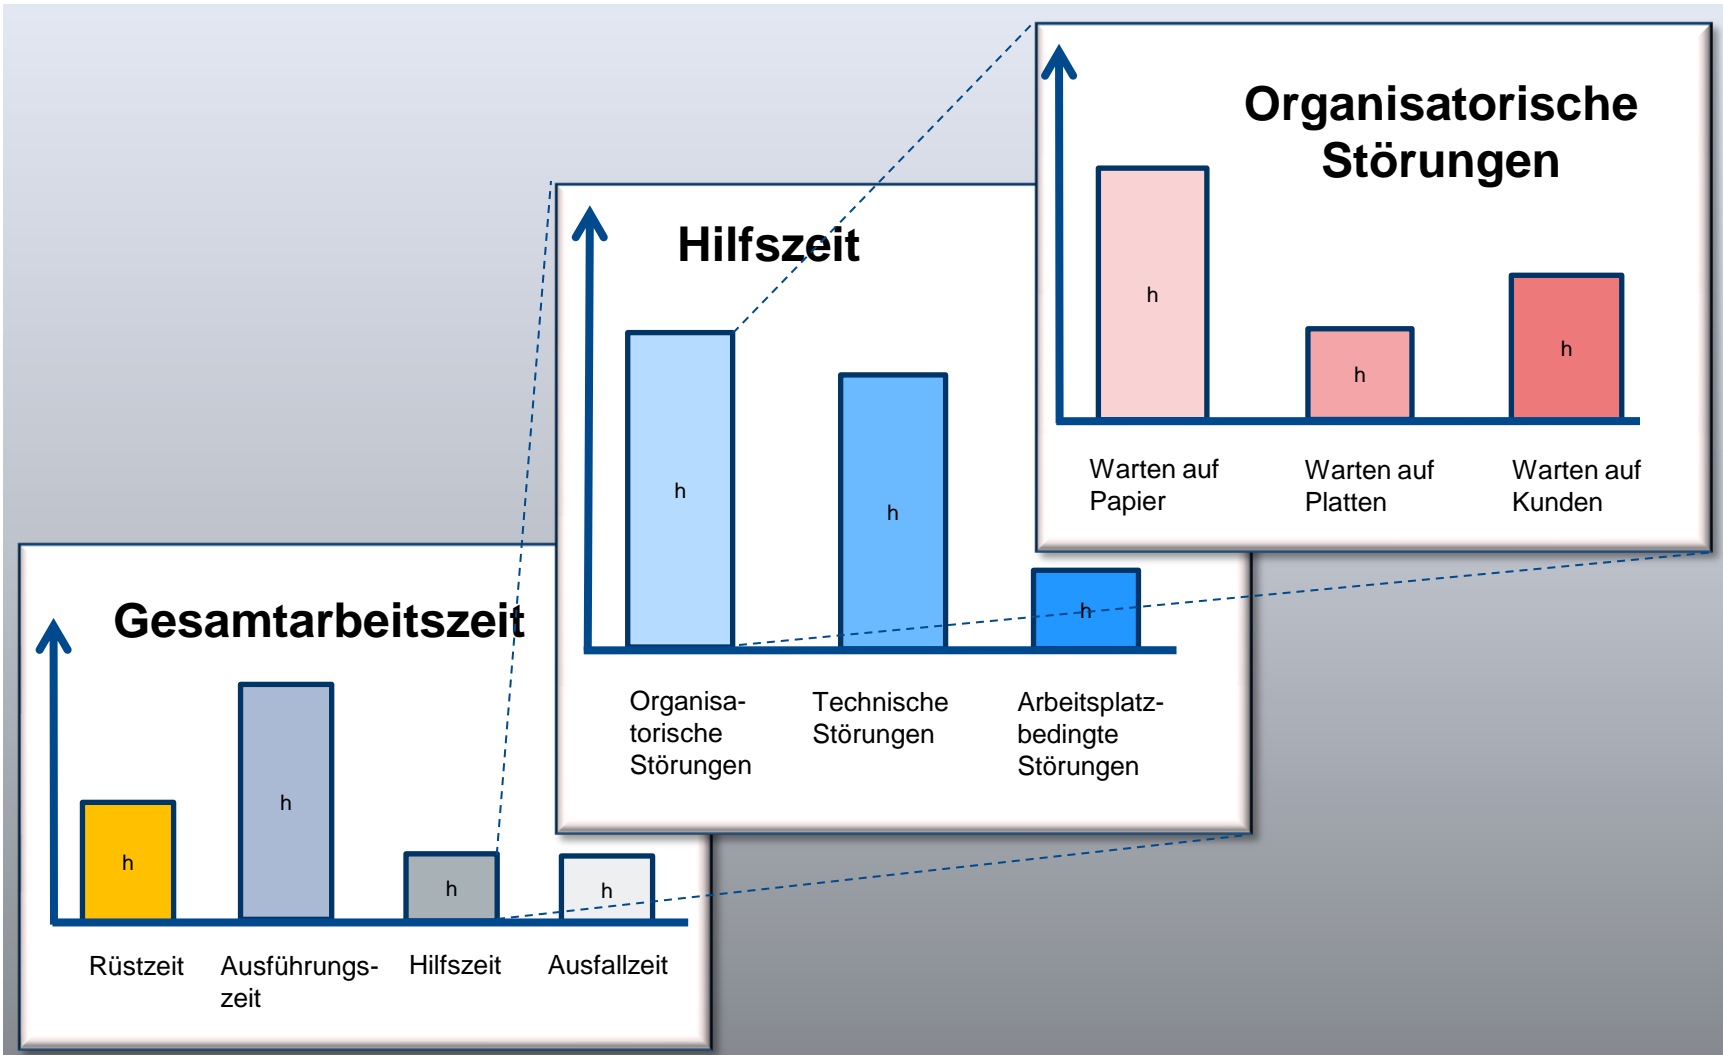 Organisatorische
Störungen
h
h
h
Warten auf
Papier
Warten auf
Platten
Warten auf
Kunden
Hilfszeit
h
h
h
Organisa-
torische
Störungen
Technische
Störungen
Arbeitsplatz-
bedingte
Störungen
Gesamtarbeitszeit
h
h
h
h
Rüstzeit
Ausführungs-
zeit
Hilfszeit
Ausfallzeit